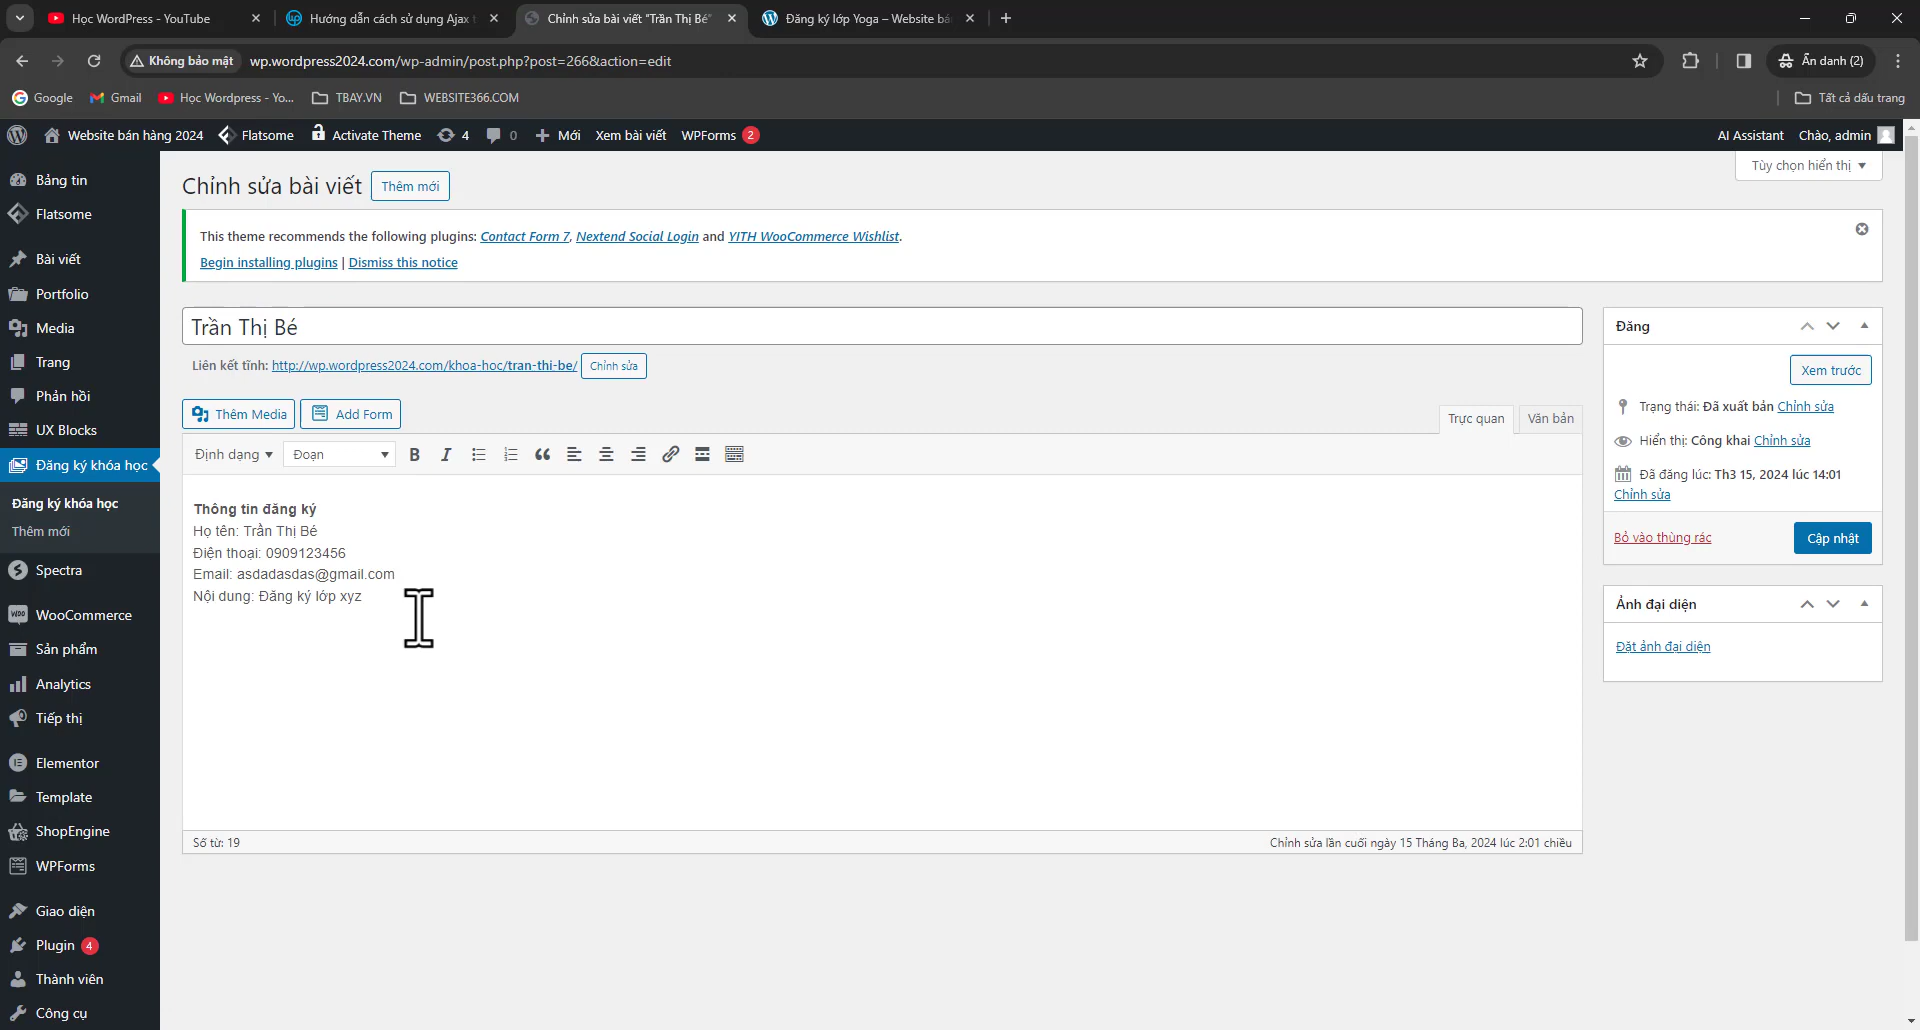 Học WordPress - YouTube
Hướng dẫn cách sử dụng Ajax t
Chỉnh sửa bài viết "Trần Thị Bé"
Đăng ký lớp Yoga – Website bá
Không bảo mật
wp.wordpress2024.com/wp-admin/post.php?post=266&action=edit
Ẩn danh (2)
Google
Gmail
Học Wordpress - Yo...
TBAY.VN
WEBSITE366.COM
Tất cả dấu trang
Website bán hàng 2024
Flatsome
Activate Theme
4
0
Mới
Xem bài viết
WPForms 2
AI Assistant
Chào, admin
Bảng tin
Flatsome
Bài viết
Portfolio
Media
Trang
Phản hồi
UX Blocks
Đăng ký khóa học
Đăng ký khóa học
Thêm mới
Spectra
WooCommerce
Sản phẩm
Analytics
Tiếp thị
Elementor
Template
ShopEngine
WPForms
Giao diện
Plugin 4
Thành viên
Công cụ
Tùy chọn hiển thị
Chỉnh sửa bài viết
Thêm mới
This theme recommends the following plugins: Contact Form 7, Nextend Social Login and YITH WooCommerce Wishlist.
Begin installing plugins | Dismiss this notice
Trần Thị Bé
Liên kết tĩnh: http://wp.wordpress2024.com/khoa-hoc/tran-thi-be/ Chỉnh sửa
Thêm Media
Add Form
Trực quan
Văn bản
Định dạng
Đoạn
B I
Thông tin đăng ký
Họ tên: Trần Thị Bé
Điện thoại: 0909123456
Email: asdadasdas@gmail.com
Nội dung: Đăng ký lớp xyz
Số từ: 19
Chỉnh sửa lần cuối ngày 15 Tháng Ba, 2024 lúc 2:01 chiều
Đăng
Xem trước
Trạng thái: Đã xuất bản Chỉnh sửa
Hiển thị: Công khai Chỉnh sửa
Đã đăng lúc: Th3 15, 2024 lúc 14:01
Chỉnh sửa
Bỏ vào thùng rác
Cập nhật
Ảnh đại diện
Đặt ảnh đại diện